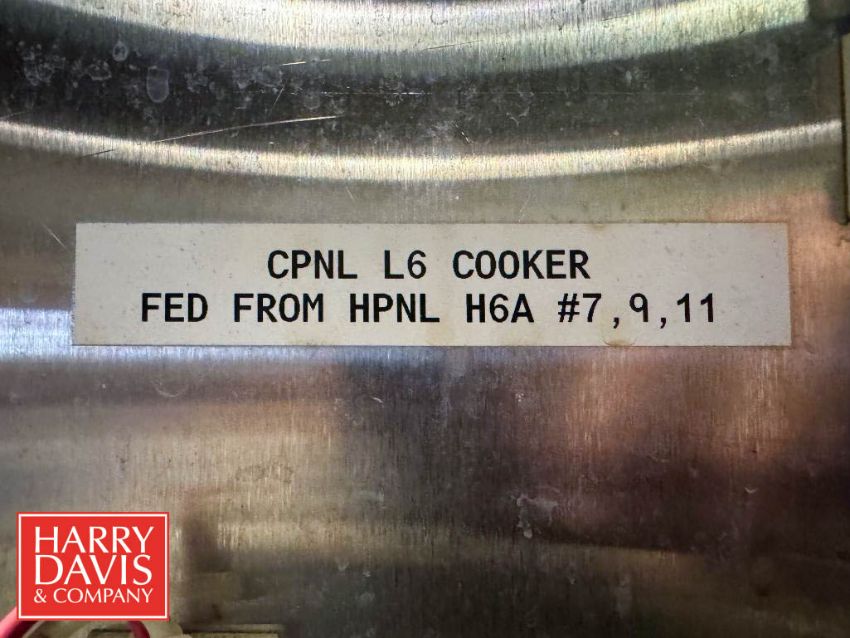 CPNL L6 COOKER
FED FROM HPNL H6A #7,9,11
HARRY
DAVIS
& COMPANY